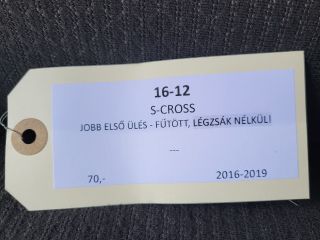 16-12
S-CROSS
JOBB ELSŐ ÜLÉS - FŰTÖTT, LÉGZSÁK NÉLKÜL!
---
70,- 2016-2019